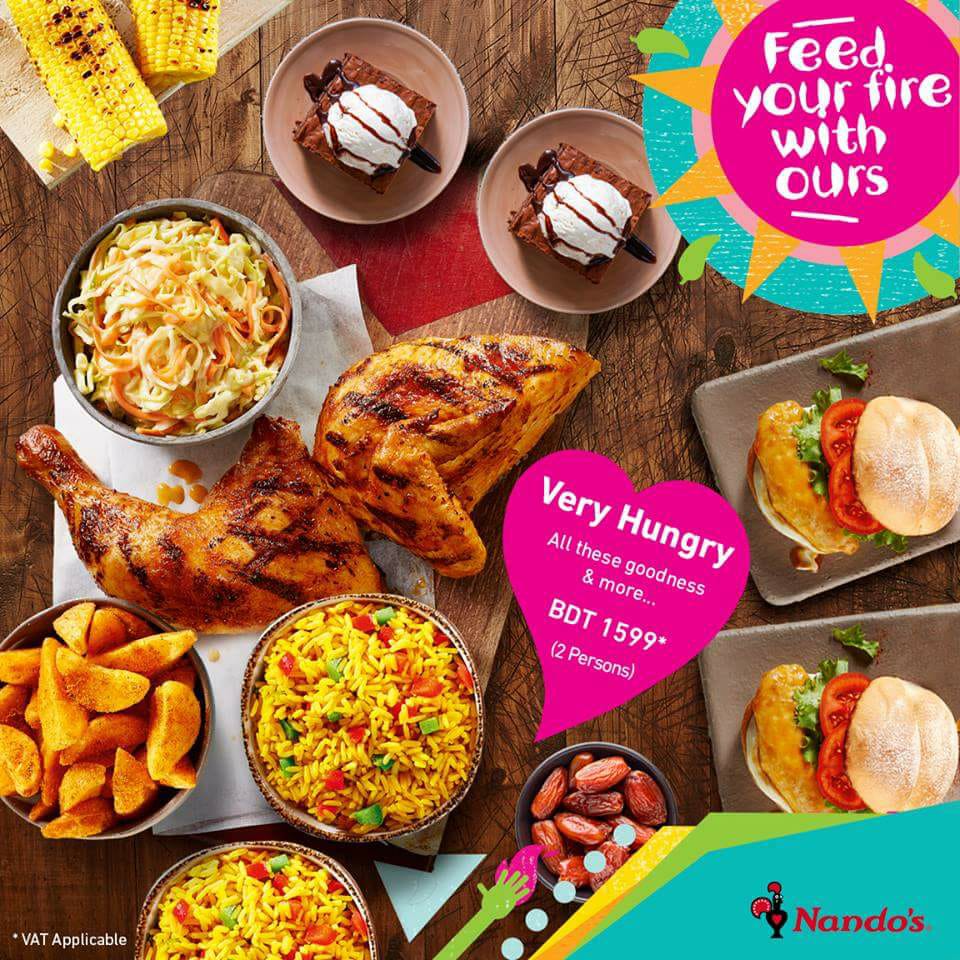 Feed
your fire
with
ours
Very Hungry
All these goodness
& more...
BDT 1599*
(2 Persons)
* VAT Applicable
Nando's